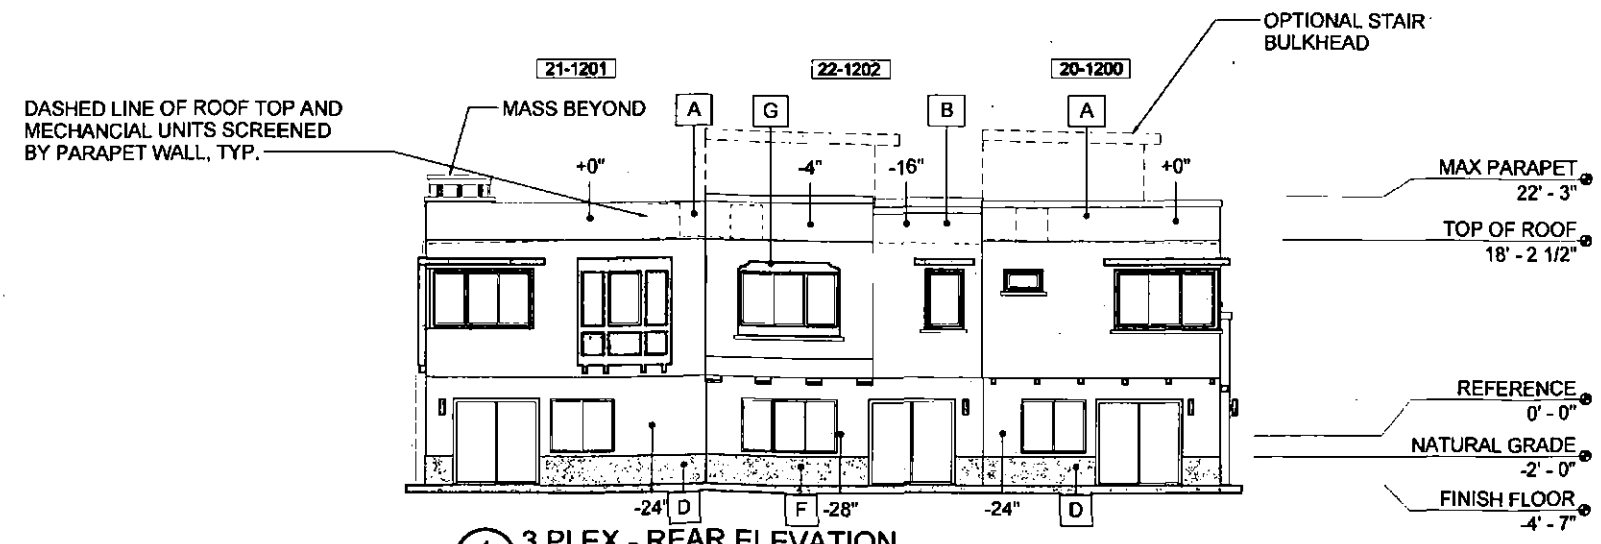 OPTIONAL STAIR
BULKHEAD
21-1201
22-1202
20-1200
DASHED LINE OF ROOF TOP AND
MECHANCIAL UNITS SCREENED
BY PARAPET WALL, TYP.
MASS BEYOND
A
G
B
A
+0"
-4"
-16"
+0"
MAX PARAPET
22' - 3"
TOP OF ROOF
18' - 2 1/2"
REFERENCE
0' - 0"
NATURAL GRADE
-2' - 0"
FINISH FLOOR
-4' - 7"
-24"
D
F
-28"
-24"
D
3 PLEX - REAR ELEVATION